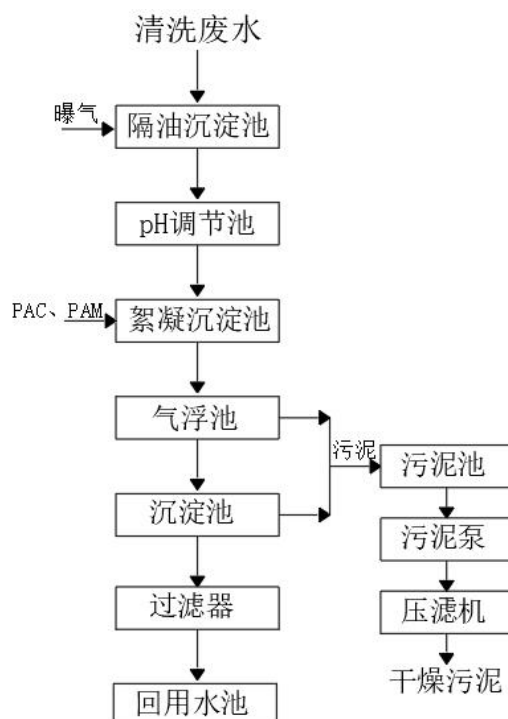 清洗废水
曝气
隔油沉淀池
pH调节池
PAC、PAM
絮凝沉淀池
气浮池
污泥
污泥池
沉淀池
污泥泵
过滤器
压滤机
干燥污泥
回用水池